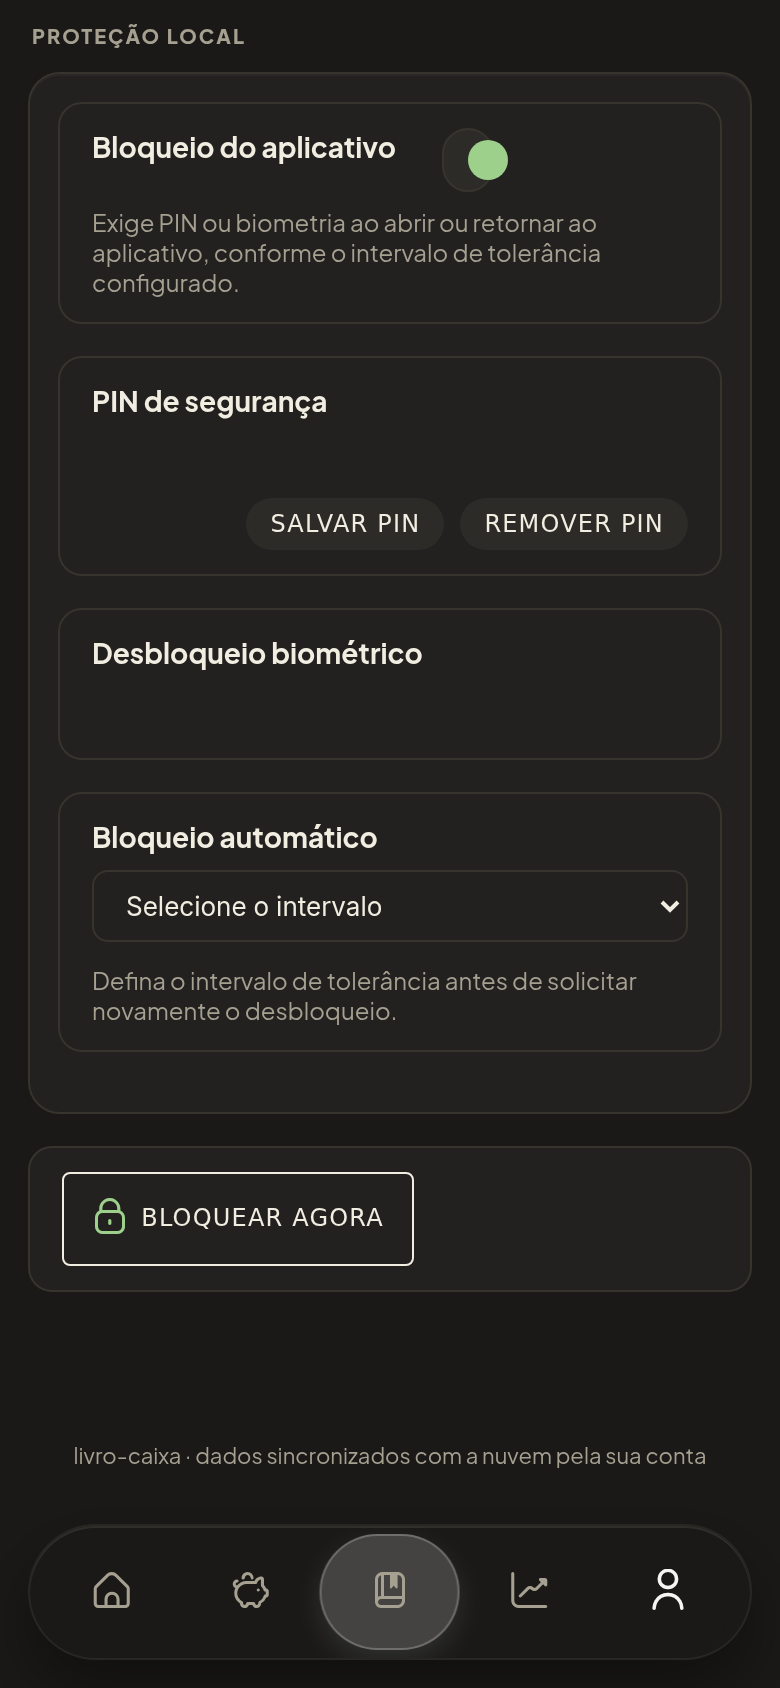 PROTEÇÃO LOCAL
Bloqueio do aplicativo
Exige PIN ou biometria ao abrir ou retornar ao
aplicativo, conforme o intervalo de tolerância
configurado.
PIN de segurança
SALVAR PIN
REMOVER PIN
Desbloqueio biométrico
Bloqueio automático
Selecione o intervalo
Defina o intervalo de tolerância antes de solicitar
novamente o desbloqueio.
BLOQUEAR AGORA
livro-caixa · dados sincronizados com a nuvem pela sua conta